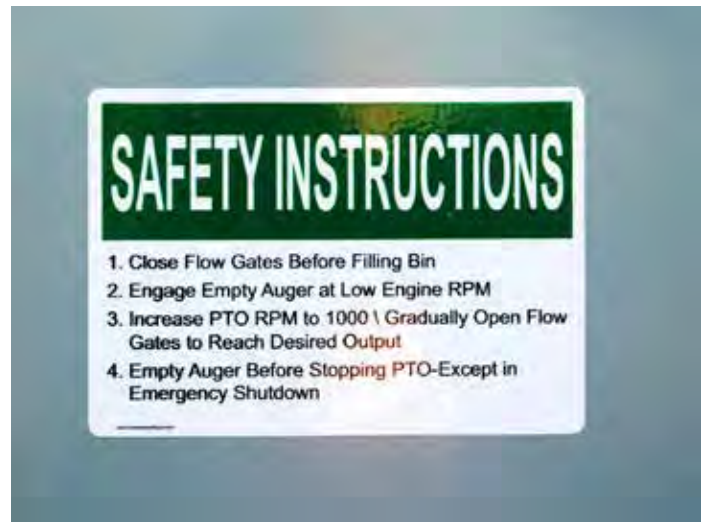 SAFETY INSTRUCTIONS
1. Close Flow Gates Before Filling Bin
2. Engage Empty Auger at Low Engine RPM
3. Increase PTO RPM to 1000 \ Gradually Open Flow
Gates to Reach Desired Output
4. Empty Auger Before Stopping PTO-Except in
Emergency Shutdown